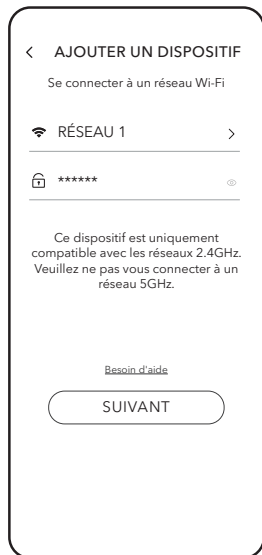 AJOUTER UN DISPOSITIF
Se connecter à un réseau Wi-Fi
RÉSEAU 1
******
Ce dispositif est uniquement
compatible avec les réseaux 2.4GHz.
Veuillez ne pas vous connecter à un
réseau 5GHz.
Besoin d'aide
SUIVANT